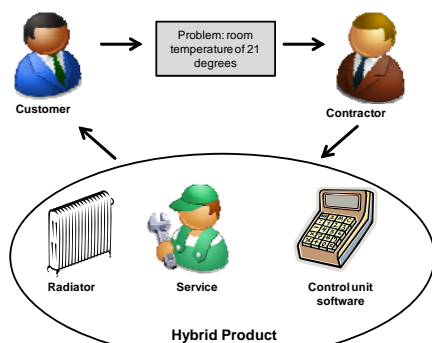 Problem: room
temperature of 21
degrees
Customer
Contractor
Radiator
Service
Control unit
software
Hybrid Product